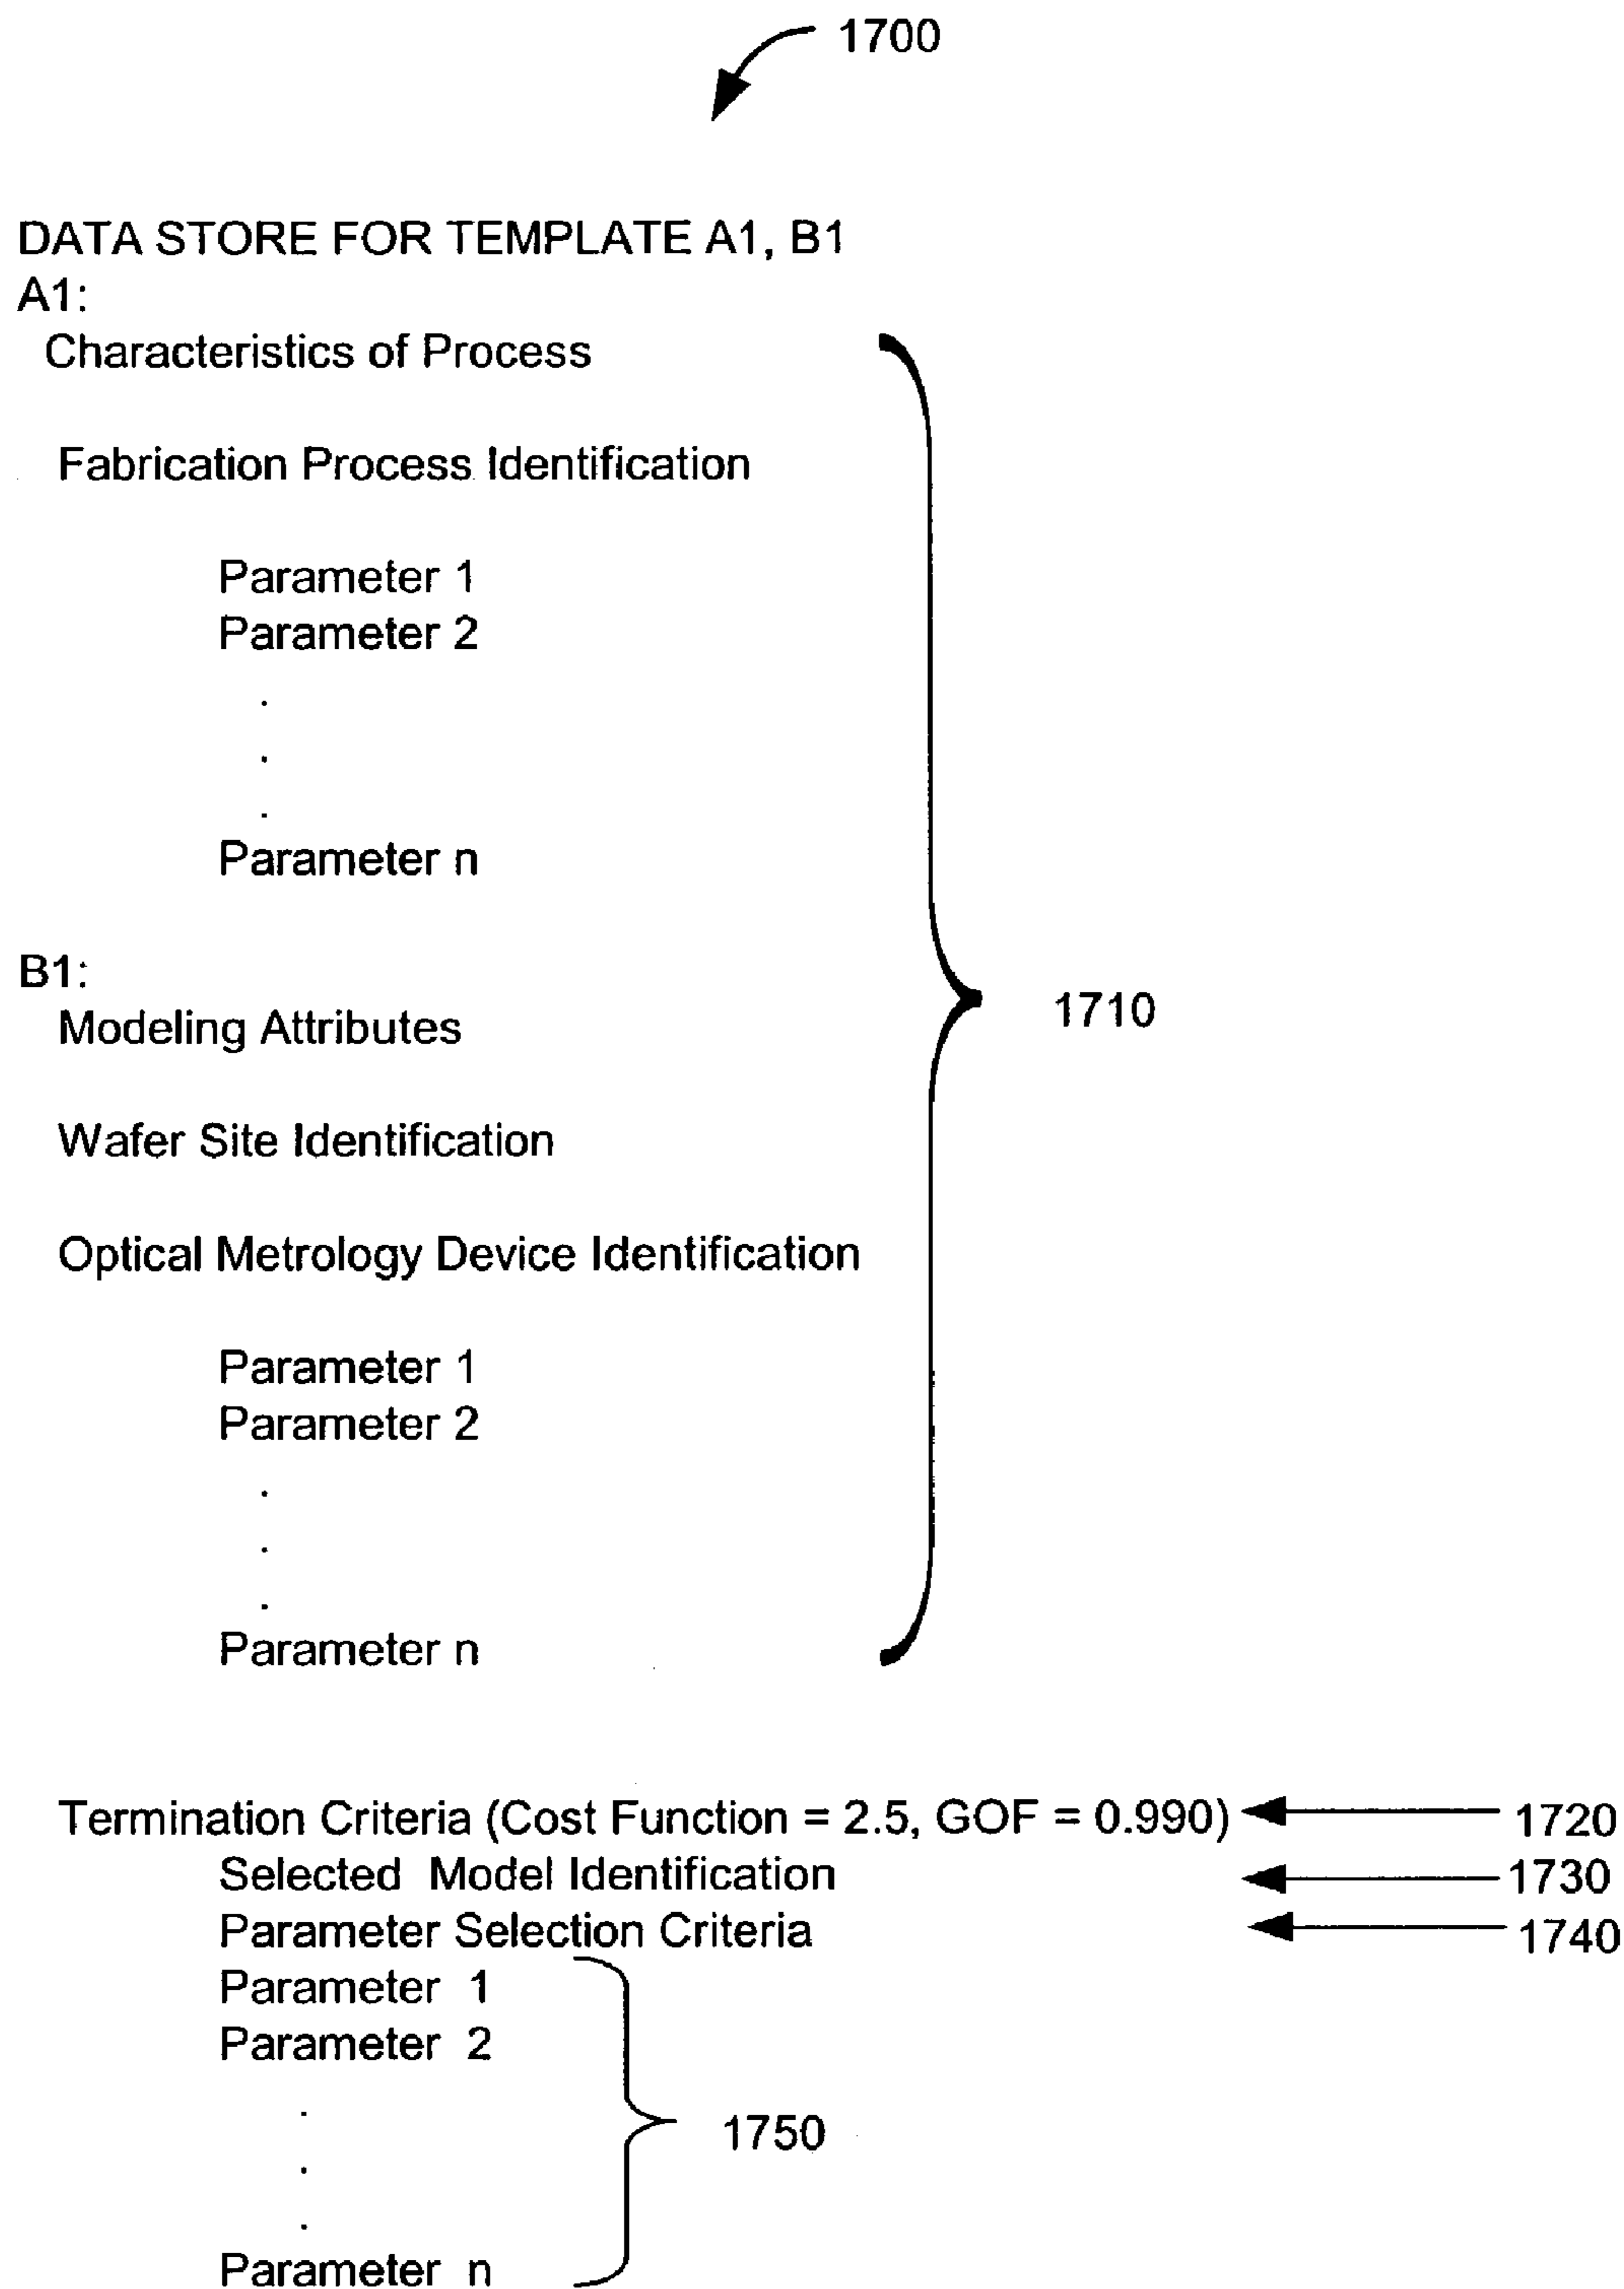 1700
DATA STORE FOR TEMPLATE A1, B1
A1:
Characteristics of Process
Fabrication Process Identification
Parameter 1
Parameter 2
.
.
.
Parameter n
B1:
Modeling Attributes
1710
Wafer Site Identification
Optical Metrology Device Identification
Parameter 1
Parameter 2
.
.
.
Parameter n
Termination Criteria (Cost Function = 2.5, GOF = 0.990) 1720
Selected Model Identification 1730
Parameter Selection Criteria 1740
Parameter 1
Parameter 2
.
1750
.
.
Parameter n